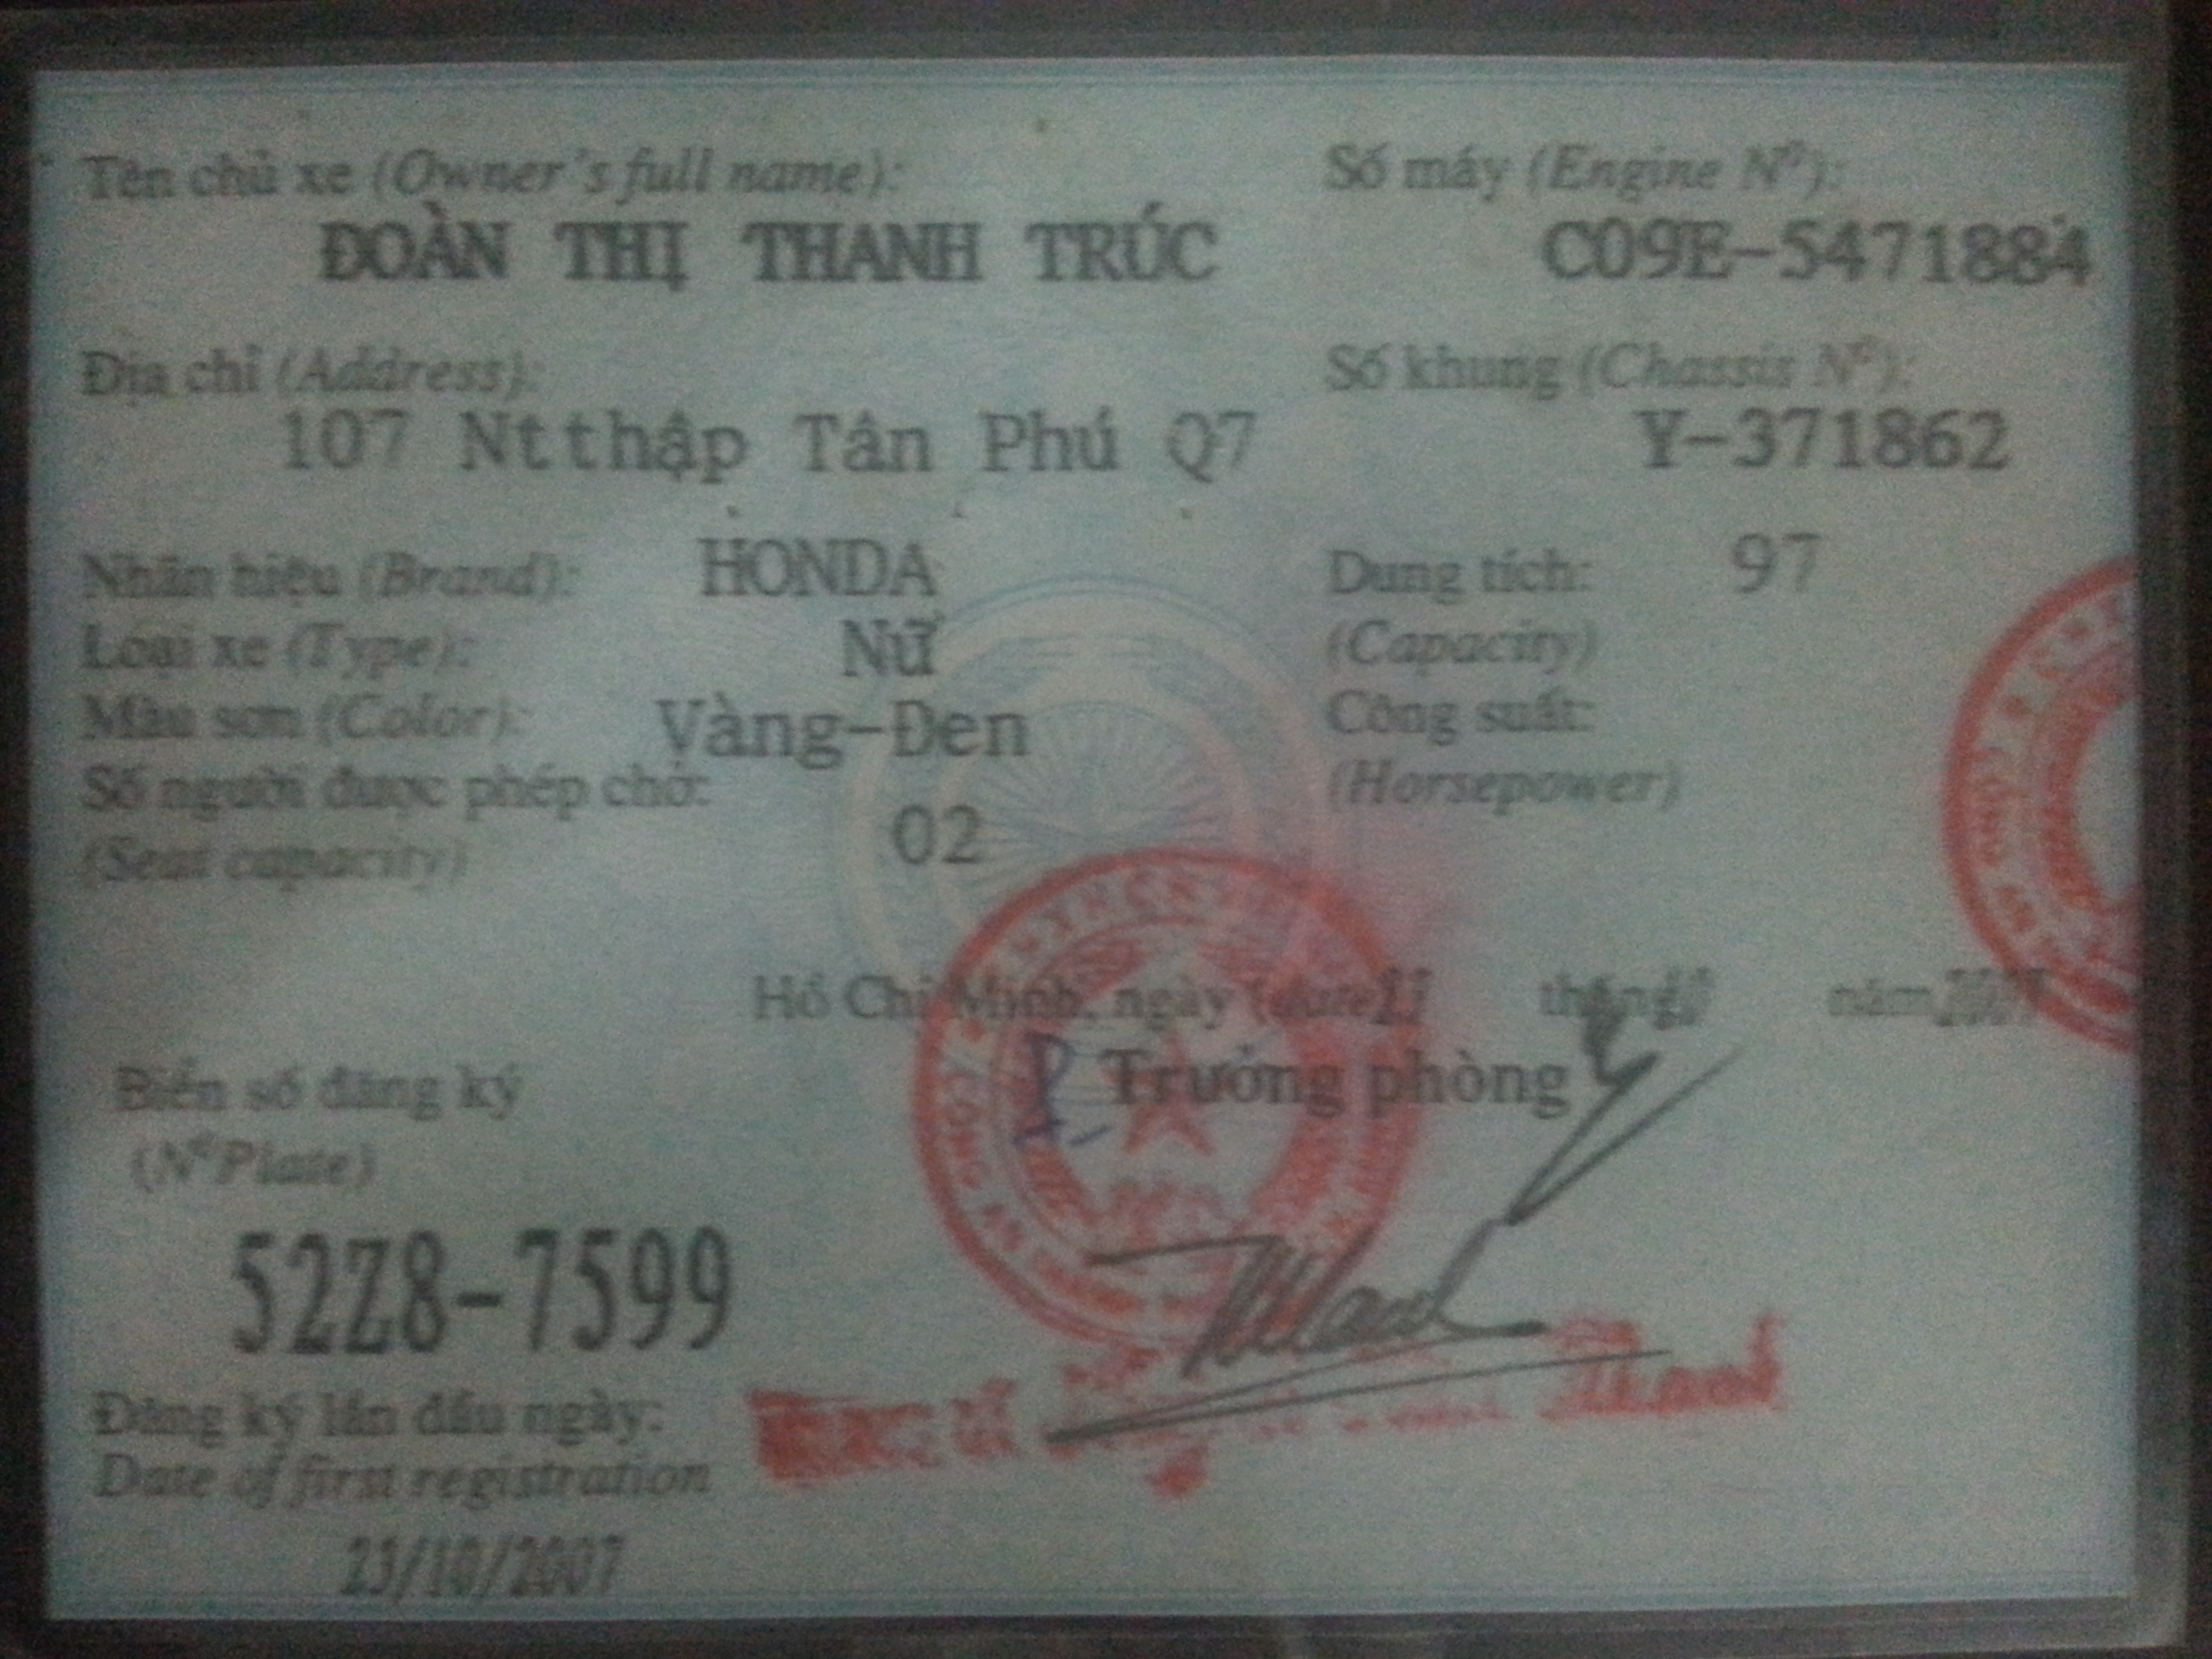 Tên chủ xe (Owner's full name):
ĐOÀN THỊ THANH TRÚC
Số máy (Engine Nº):
C09E-5471884
Địa chỉ (Address):
107 Ntthập Tân Phú Q7
Số khung (Chassis Nº):
Y-371862
Nhãn hiệu (Brand): HONDA
Loại xe (Type): Nữ
Màu sơn (Color): Vàng-Đen
Số người được phép chở:
(Seat capacity) 02
Dung tích: 97
(Capacity)
Công suất:
(Horsepower)
Hồ Chí Minh, ngày (date tháng năm
P. Trưởng phòng
Biển số đăng ký
(Nº Plate)
52Z8-7599
Đăng ký lần đầu ngày:
Date of first registration
23/10/2007